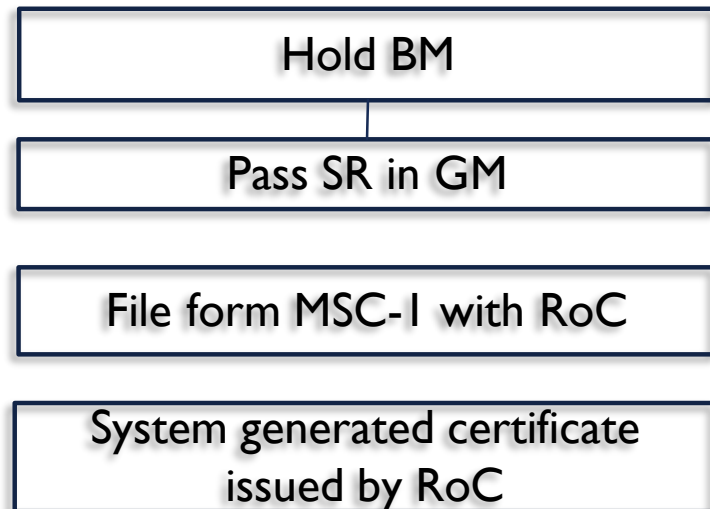 Hold BM
Pass SR in GM
File form MSC-1 with RoC
System generated certificate
issued by RoC